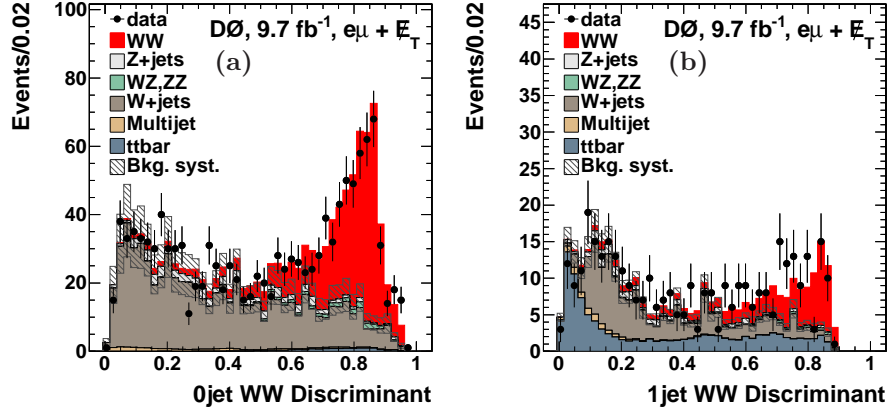 Events/0.02
100
80
60
40
20
0
DØ, 9.7 fb-1, eμ + E̸T
(a)
data
WW
Z+jets
WZ,ZZ
W+jets
Multijet
ttbar
Bkg. syst.
0 0.2 0.4 0.6 0.8 1
0jet WW Discriminant
Events/0.02
45
40
35
30
25
20
15
10
5
0
DØ, 9.7 fb-1, eμ + E̸T
(b)
data
WW
Z+jets
WZ,ZZ
W+jets
Multijet
ttbar
Bkg. syst.
0 0.2 0.4 0.6 0.8 1
1jet WW Discriminant